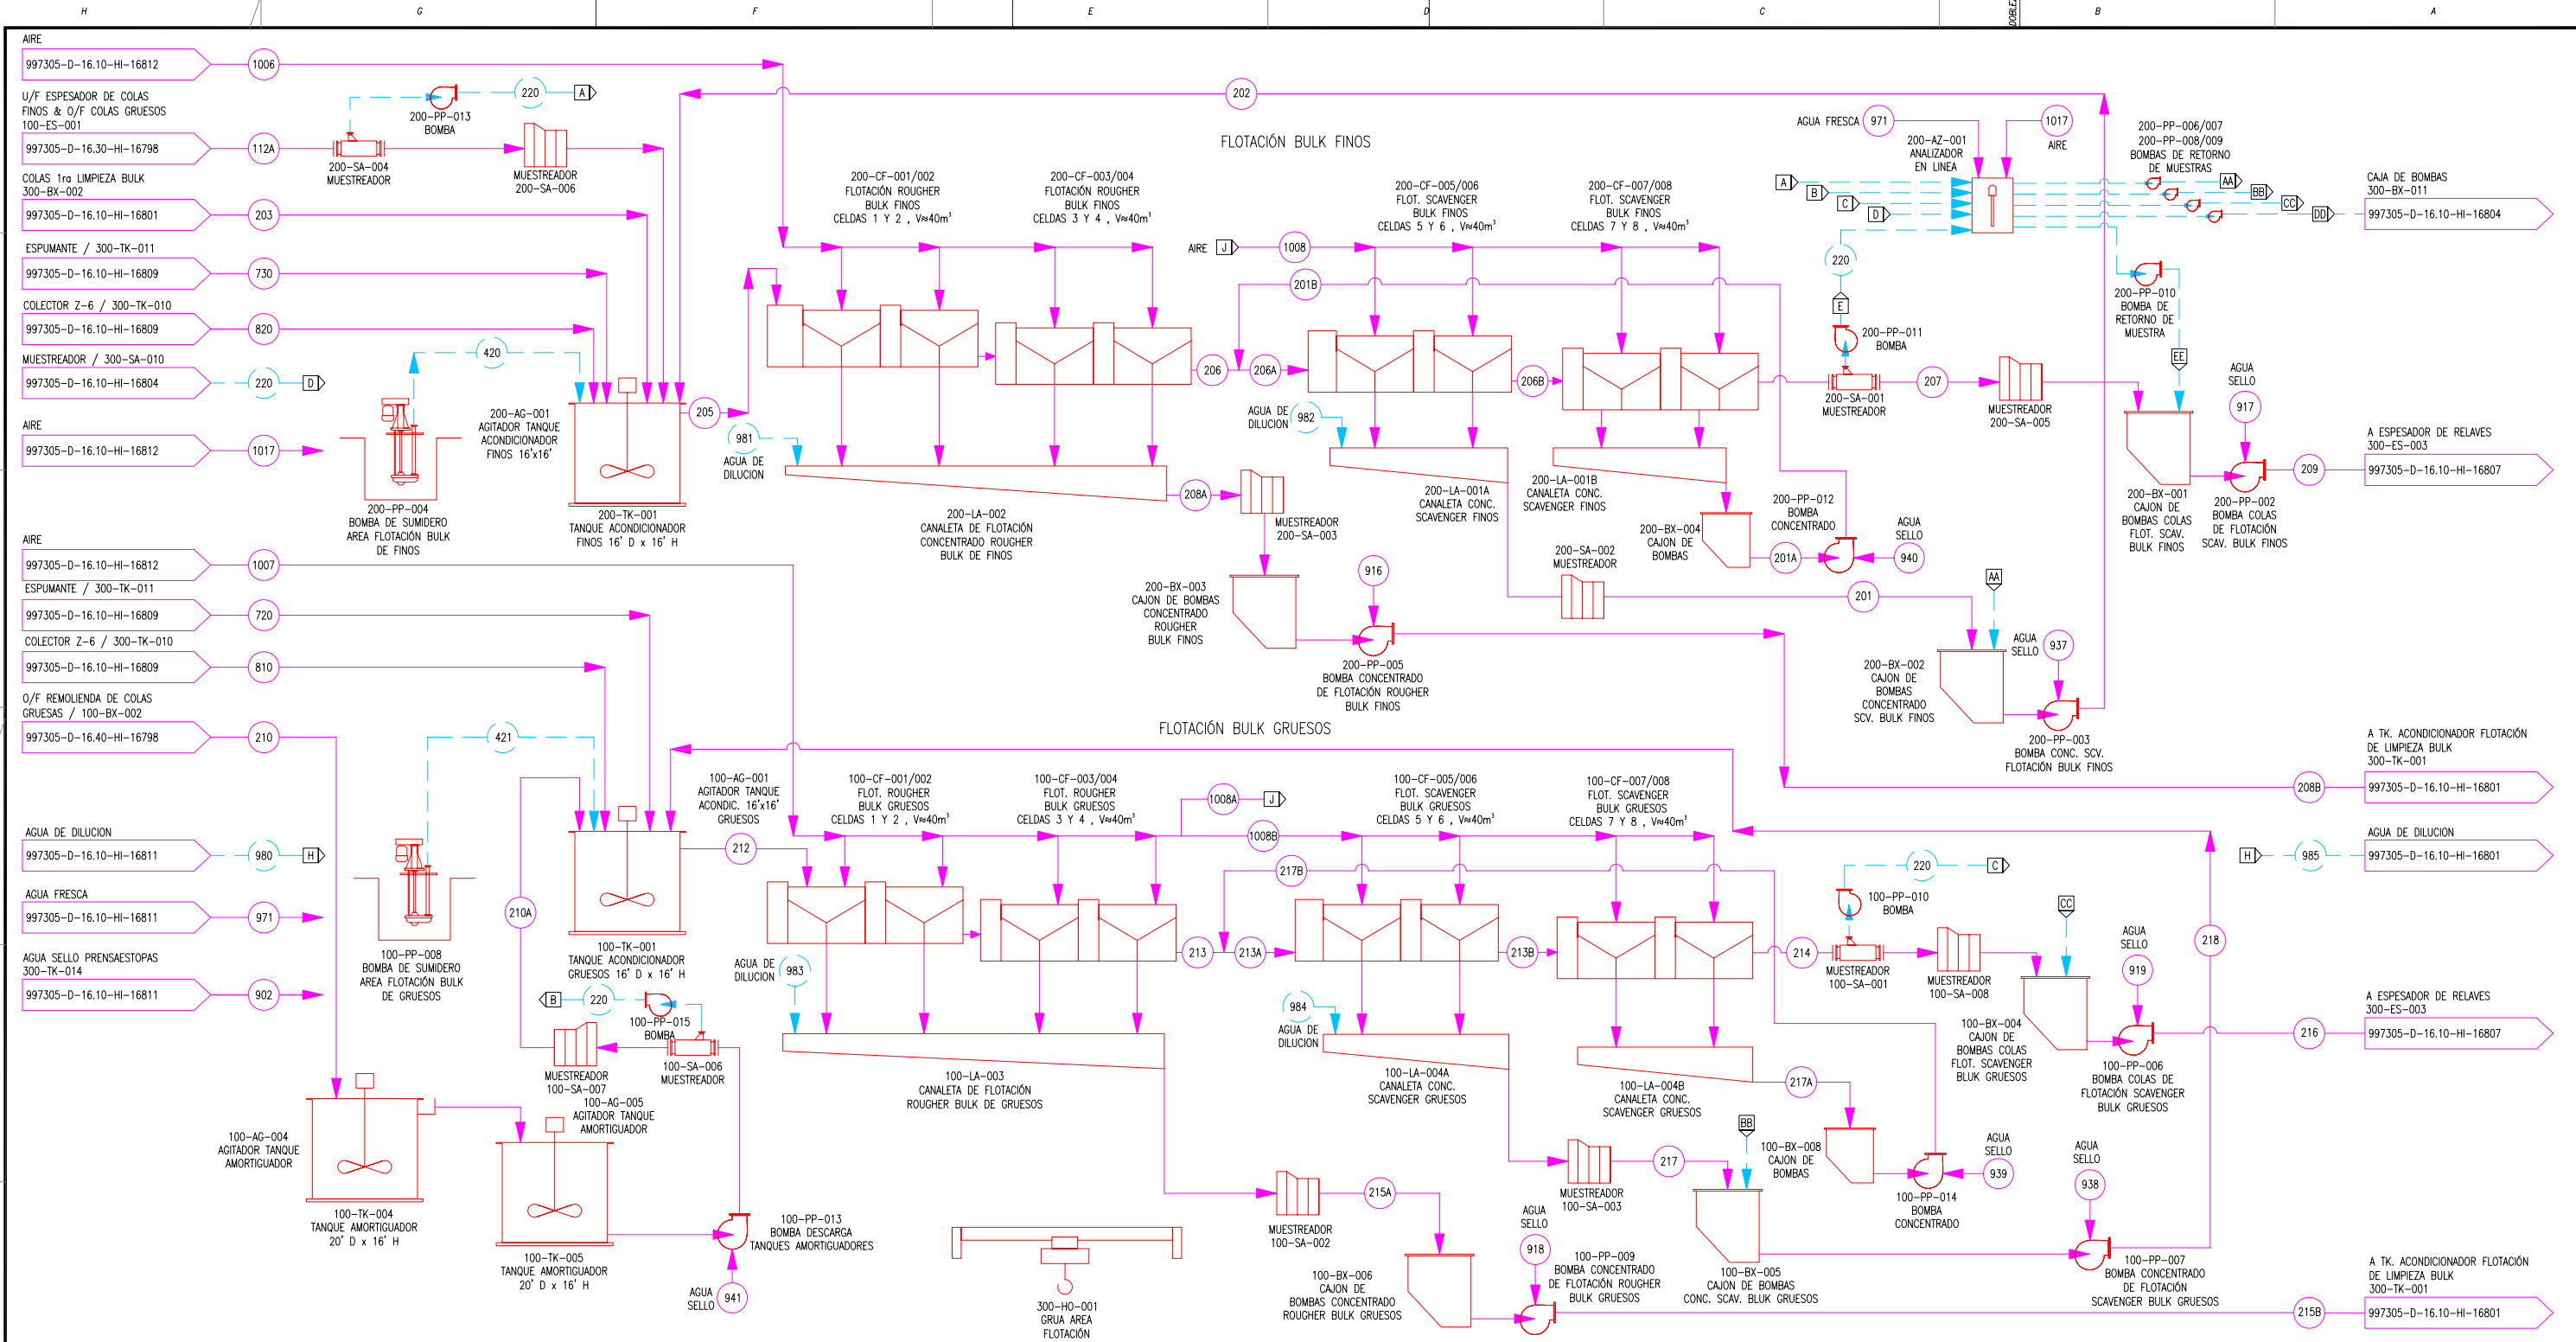 H
G
F
E
D
C
DOBLEZ
B
A
AIRE
997305-D-16.10-HI-16812
1006
U/F ESPESADOR DE COLAS
FINOS & O/F COLAS GRUESOS
100-ES-001
997305-D-16.30-HI-16798
112A
COLAS 1ra LIMPIEZA BULK
300-BX-002
997305-D-16.10-HI-16801
203
ESPUMANTE / 300-TK-011
997305-D-16.10-HI-16809
730
COLECTOR Z-6 / 300-TK-010
997305-D-16.10-HI-16809
820
MUESTREADOR / 300-SA-010
997305-D-16.10-HI-16804
220
D
AIRE
997305-D-16.10-HI-16812
1017
AIRE
997305-D-16.10-HI-16812
1007
ESPUMANTE / 300-TK-011
997305-D-16.10-HI-16809
720
COLECTOR Z-6 / 300-TK-010
997305-D-16.10-HI-16809
810
O/F REMOLIENDA DE COLAS
GRUESAS / 100-BX-002
997305-D-16.40-HI-16798
210
AGUA DE DILUCION
997305-D-16.10-HI-16811
980
H
AGUA FRESCA
997305-D-16.10-HI-16811
971
AGUA SELLO PRENSAESTOPAS
300-TK-014
997305-D-16.10-HI-16811
902
200-PP-013
BOMBA
220
A
200-SA-004
MUESTREADOR
MUESTREADOR
200-SA-006
420
200-PP-004
BOMBA DE SUMIDERO
AREA FLOTACIÓN BULK
DE FINOS
200-AG-001
AGITADOR TANQUE
ACONDICIONADOR
FINOS 16'x16'
200-TK-001
TANQUE ACONDICIONADOR
FINOS 16' D x 16' H
205
202
FLOTACIÓN BULK FINOS
200-CF-001/002
FLOTACIÓN ROUGHER
BULK FINOS
CELDAS 1 Y 2 , V≈40m³
200-CF-003/004
FLOTACIÓN ROUGHER
BULK FINOS
CELDAS 3 Y 4 , V≈40m³
200-CF-005/006
FLOT. SCAVENGER
BULK FINOS
CELDAS 5 Y 6 , V≈40m³
200-CF-007/008
FLOT. SCAVENGER
BULK FINOS
CELDAS 7 Y 8 , V≈40m³
AIRE
J
1008
201B
206
206A
206B
981
AGUA DE
DILUCION
AGUA DE
DILUCION
982
208A
200-LA-002
CANALETA DE FLOTACIÓN
CONCENTRADO ROUGHER
BULK DE FINOS
MUESTREADOR
200-SA-003
200-LA-001A
CANALETA CONC.
SCAVENGER FINOS
200-LA-001B
CANALETA CONC.
SCAVENGER FINOS
200-BX-004
CAJON DE
BOMBAS
200-PP-012
BOMBA
CONCENTRADO
201A
AGUA
SELLO
940
200-SA-002
MUESTREADOR
201
200-BX-003
CAJON DE BOMBAS
CONCENTRADO
ROUGHER
BULK FINOS
916
200-PP-005
BOMBA CONCENTRADO
DE FLOTACIÓN ROUGHER
BULK FINOS
AGUA FRESCA
971
1017
AIRE
200-AZ-001
ANALIZADOR
EN LINEA
A
B
C
D
220
E
200-PP-006/007
200-PP-008/009
BOMBAS DE RETORNO
DE MUESTRAS
AA
BB
CC
DD
200-PP-010
BOMBA DE
RETORNO DE
MUESTRA
EE
200-PP-011
BOMBA
200-SA-001
MUESTREADOR
207
MUESTREADOR
200-SA-005
AGUA
SELLO
917
200-BX-001
CAJON DE
BOMBAS COLAS
FLOT. SCAV.
BULK FINOS
200-PP-002
BOMBA COLAS
DE FLOTACIÓN
SCAV. BULK FINOS
209
AA
200-BX-002
CAJON DE
BOMBAS
CONCENTRADO
SCV. BULK FINOS
AGUA
SELLO
937
200-PP-003
BOMBA CONC. SCV.
FLOTACIÓN BULK FINOS
CAJA DE BOMBAS
300-BX-011
997305-D-16.10-HI-16804
A ESPESADOR DE RELAVES
300-ES-003
997305-D-16.10-HI-16807
A TK. ACONDICIONADOR FLOTACIÓN
DE LIMPIEZA BULK
300-TK-001
208B
997305-D-16.10-HI-16801
AGUA DE DILUCION
H
985
997305-D-16.10-HI-16801
A ESPESADOR DE RELAVES
300-ES-003
216
997305-D-16.10-HI-16807
A TK. ACONDICIONADOR FLOTACIÓN
DE LIMPIEZA BULK
300-TK-001
215B
997305-D-16.10-HI-16801
FLOTACIÓN BULK GRUESOS
421
100-PP-008
BOMBA DE SUMIDERO
AREA FLOTACIÓN BULK
DE GRUESOS
210A
100-AG-001
AGITADOR TANQUE
ACONDIC. 16'x16'
GRUESOS
100-TK-001
TANQUE ACONDICIONADOR
GRUESOS 16' D x 16' H
212
100-CF-001/002
FLOT. ROUGHER
BULK GRUESOS
CELDAS 1 Y 2 , V≈40m³
100-CF-003/004
FLOT. ROUGHER
BULK GRUESOS
CELDAS 3 Y 4 , V≈40m³
1008A
J
1008B
217B
100-CF-005/006
FLOT. SCAVENGER
BULK GRUESOS
CELDAS 5 Y 6 , V≈40m³
100-CF-007/008
FLOT. SCAVENGER
BULK GRUESOS
CELDAS 7 Y 8 , V≈40m³
213
213A
213B
214
220
C
100-PP-010
BOMBA
MUESTREADOR
100-SA-001
MUESTREADOR
100-SA-008
CC
AGUA
SELLO
919
218
100-BX-004
CAJON DE
BOMBAS COLAS
FLOT. SCAVENGER
BLUK GRUESOS
100-PP-006
BOMBA COLAS DE
FLOTACIÓN SCAVENGER
BULK GRUESOS
AGUA DE
DILUCION
983
984
AGUA DE
DILUCION
B
220
100-PP-015
BOMBA
100-SA-006
MUESTREADOR
MUESTREADOR
100-SA-007
100-AG-005
AGITADOR TANQUE
AMORTIGUADOR
100-AG-004
AGITADOR TANQUE
AMORTIGUADOR
100-TK-004
TANQUE AMORTIGUADOR
20' D x 16' H
100-TK-005
TANQUE AMORTIGUADOR
20' D x 16' H
100-PP-013
BOMBA DESCARGA
TANQUES AMORTIGUADORES
AGUA
SELLO
941
100-LA-003
CANALETA DE FLOTACIÓN
ROUGHER BULK DE GRUESOS
100-LA-004A
CANALETA CONC.
SCAVENGER GRUESOS
100-LA-004B
CANALETA CONC.
SCAVENGER GRUESOS
217A
MUESTREADOR
100-SA-003
217
BB
100-BX-008
CAJON DE
BOMBAS
AGUA
SELLO
939
100-PP-014
BOMBA
CONCENTRADO
MUESTREADOR
100-SA-002
215A
300-HO-001
GRUA AREA
FLOTACIÓN
100-BX-006
CAJON DE
BOMBAS CONCENTRADO
ROUGHER BULK GRUESOS
AGUA
SELLO
918
100-PP-009
BOMBA CONCENTRADO
DE FLOTACIÓN ROUGHER
BULK GRUESOS
100-BX-005
CAJON DE BOMBAS
CONC. SCAV. BLUK GRUESOS
AGUA
SELLO
938
100-PP-007
BOMBA CONCENTRADO
DE FLOTACIÓN
SCAVENGER BULK GRUESOS